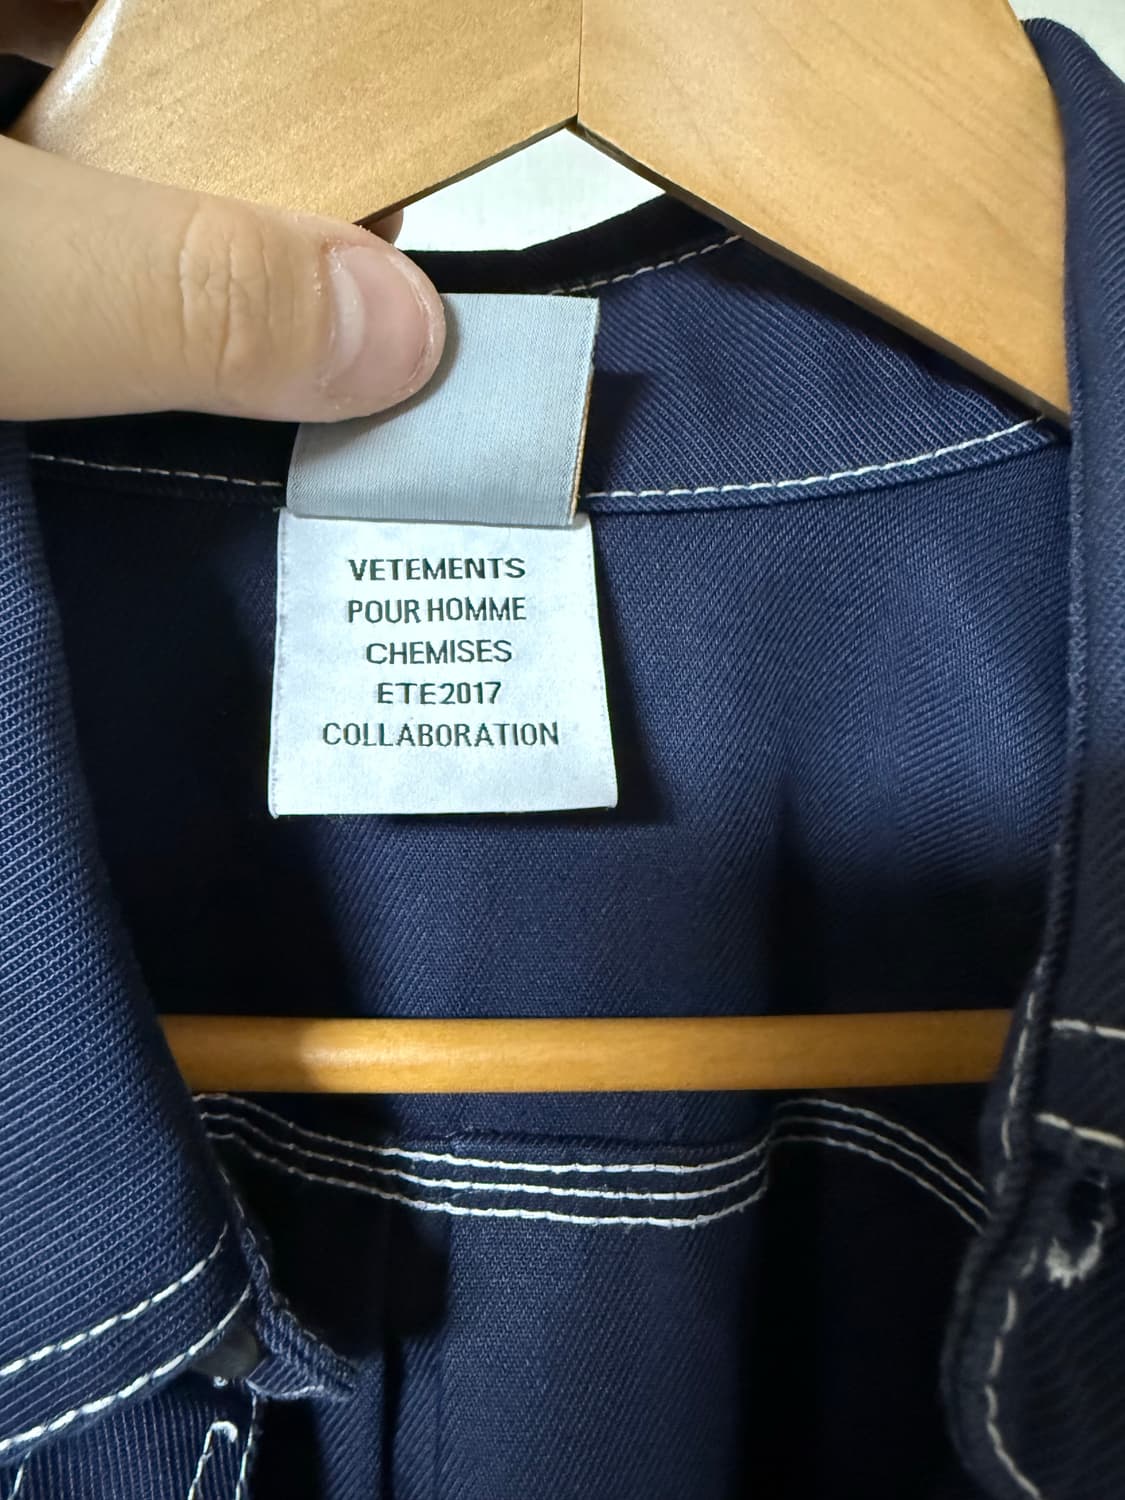 VETEMENTS
POUR HOMME
CHEMISES
ETE2017
COLLABORATION